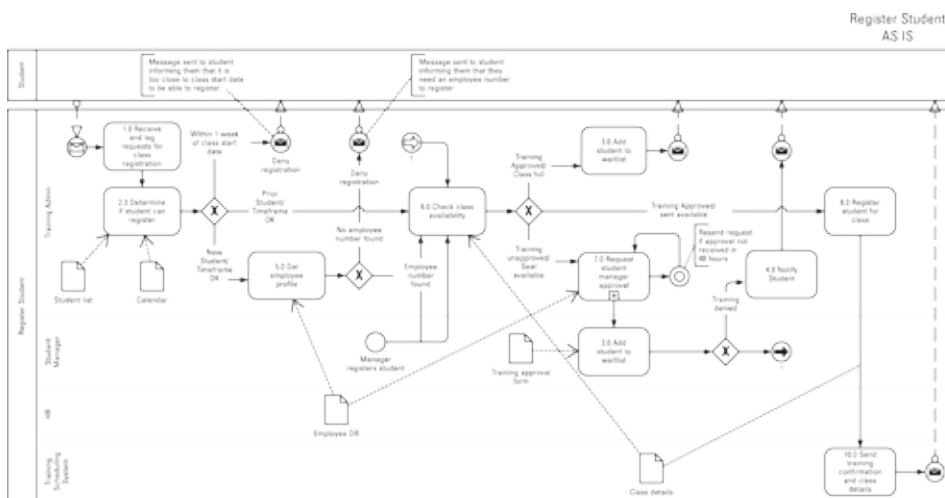 Register Student
AS IS
Student
Message sent to student
informing them that it is
too close to class start date
to be able to register
Message sent to student
informing them that they
need an employee number
to register
Register Student
Training Admin
1.0 Receive
and log
requests for
class
registration
Within 1 week
of class start
date
Deny
registration
Deny
registration
1
3.0 Add
student to
waitlist
Training
Approved/
Class full
2.0 Determine
if student can
register
Prior
Student/
Timeframe
OK
6.0 Check class
availability
Training Approved/
sent available
8.0 Register
student for
class
No employee
number found
New
Student/
Timeframe
OK
5.0 Get
employee
profile
Employee
number
found
Training
unapproved/
Seat
available
7.0 Request
student
manager
approval
Resend request
if approval not
received in
48 hours
4.0 Notify
Student
Training
denied
Student list
Calendar
Student
Manager
Manager
registers student
Training approval
form
3.0 Add
student to
waitlist
1
HR
Employee DB
Training
Scheduling
System
Class details
10.0 Send
training
confirmation
and class
details